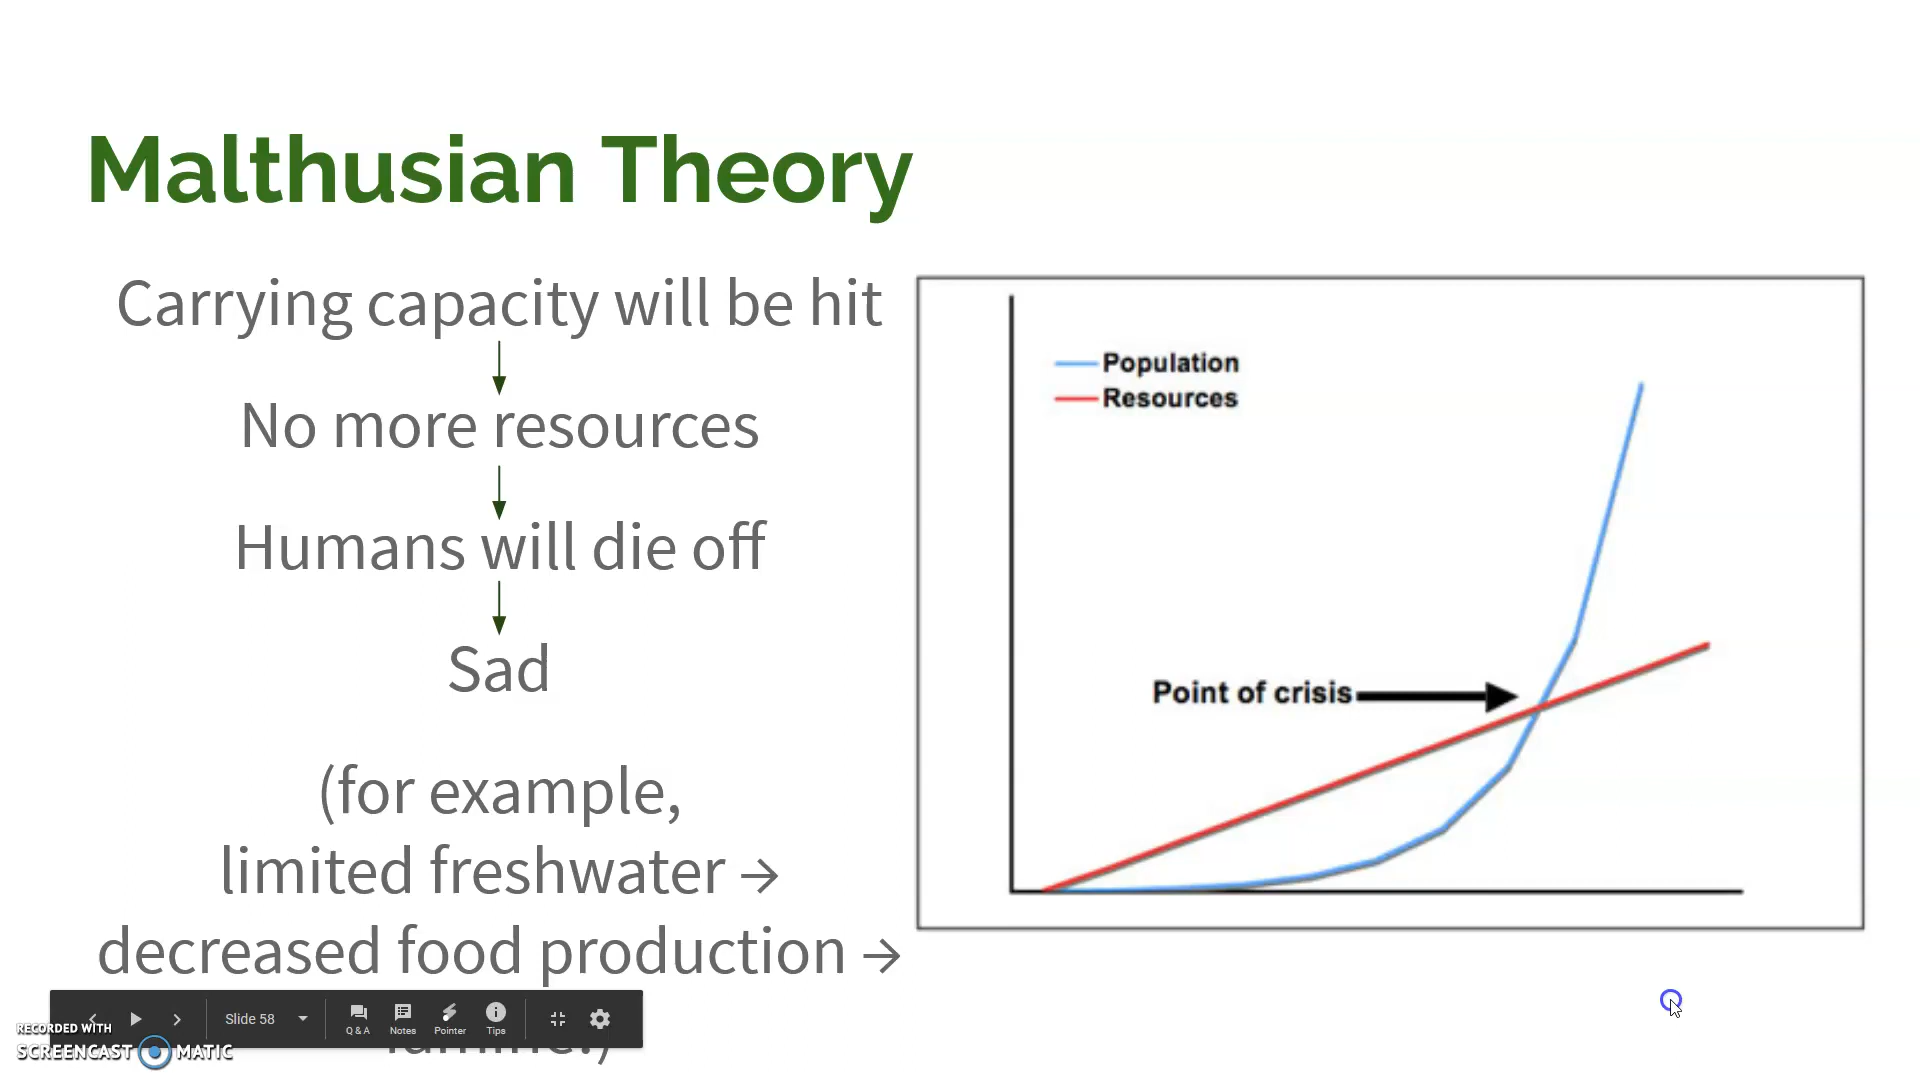 Malthusian Theory
Carrying capacity will be hit
No more resources
Humans will die off
Sad
(for example,
limited freshwater →
decreased food production →
Population
Resources
Point of crisis
Slide 58
Q & A
Notes
Pointer
Tips
RECORDED WITH
SCREENCAST MATIC